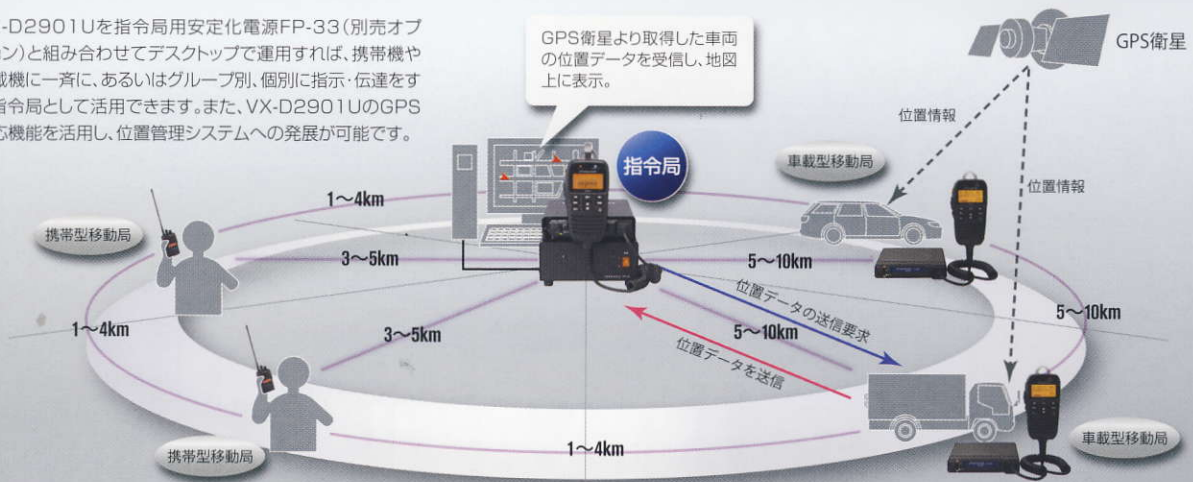 -D2901Uを指令局用安定化電源FP-33(別売オプ
ョン)と組み合わせてデスクトップで運用すれば、携帯機や
載機に一斉に、あるいはグループ別、個別に指示・伝達をす
指令局として活用できます。また、VX-D2901UのGPS
応機能を活用し、位置管理システムへの発展が可能です。
GPS衛星より取得した車両
の位置データを受信し、地図
上に表示。
GPS衛星
位置情報
位置情報
指令局
車載型移動局
1〜4km
携帯型移動局
3〜5km
5〜10km
位置データの送信要求
1〜4km
3〜5km
5〜10km
5〜10km
位置データを送信
携帯型移動局
1〜4km
車載型移動局